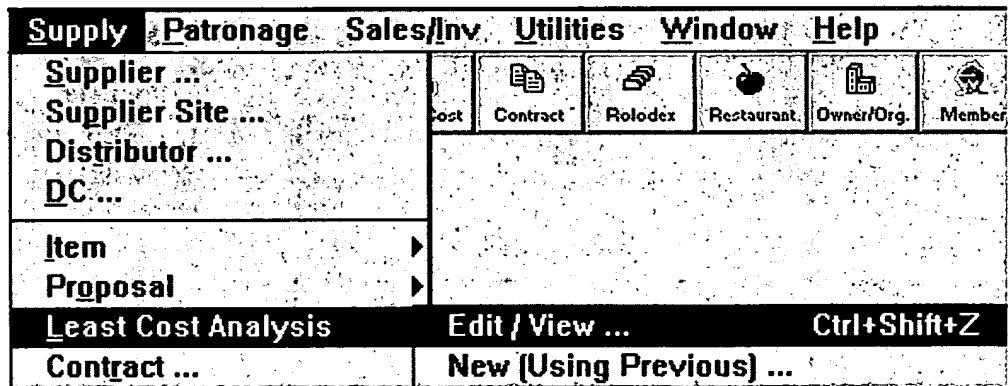 Supply Patronage Sales/Inv Utilities Window Help
Supplier ...
Supplier Site ...
Distributor ...
DC ...
Cost Contract Rolodex Restaurant Owner/Org. Member
Item
Proposal
Least Cost Analysis Edit / View ... Ctrl+Shift+Z
Contract ... New (Using Previous) ...